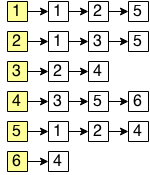 1 1 2 5
2 1 3 5
3 2 4
4 3 5 6
5 1 2 4
6 4